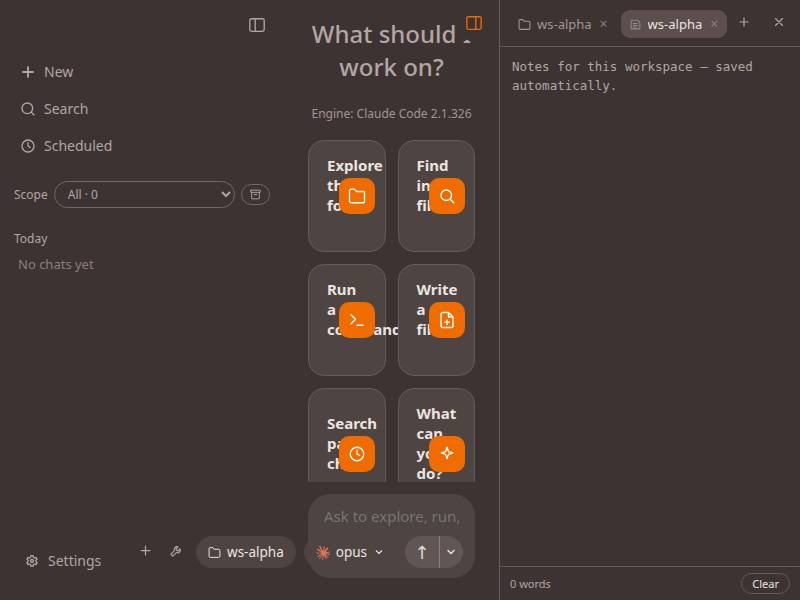 New
Search
Scheduled
Scope
All · 0
Today
No chats yet
Settings
What should
work on?
Engine: Claude Code 2.1.326
Explore
Find
Run
a
Write
a
Search
What
can
do?
Ask to explore, run,
ws-alpha
opus
ws-alpha
ws-alpha
Notes for this workspace — saved
automatically.
0 words
Clear